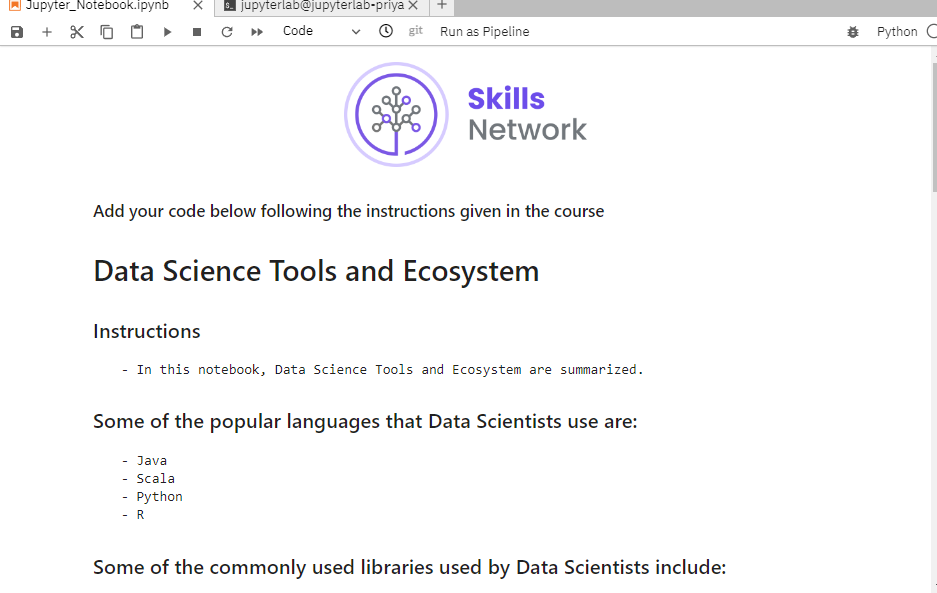 Jupyter_Notebook.ipynb
jupyterlab@jupyterlab-priya
Code
git
Run as Pipeline
Python
Skills
Network
Add your code below following the instructions given in the course
Data Science Tools and Ecosystem
Instructions
- In this notebook, Data Science Tools and Ecosystem are summarized.
Some of the popular languages that Data Scientists use are:
- Java
- Scala
- Python
- R
Some of the commonly used libraries used by Data Scientists include: